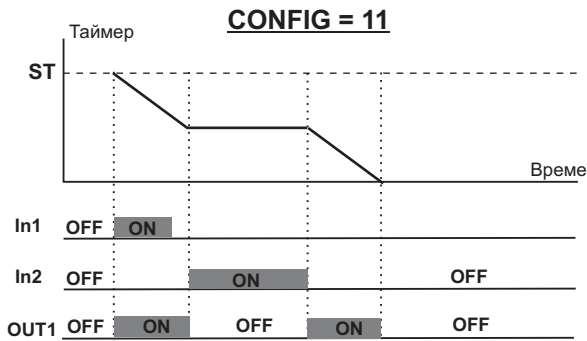 CONFIG = 11
Таймер
ST
Време
In1 OFF ON
In2 OFF ON OFF
OUT1 OFF ON OFF ON OFF